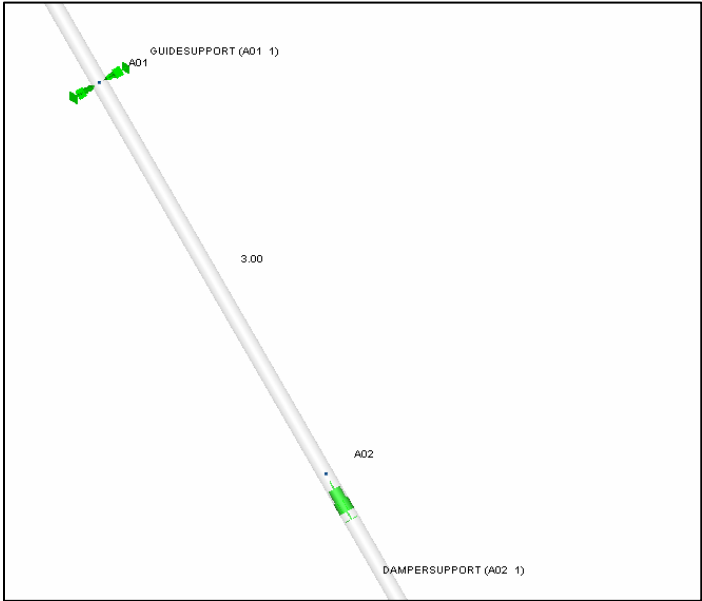 GUIDESUPPORT (A01 1)
A01
3.00
A02
DAMPERSUPPORT (A02 1)